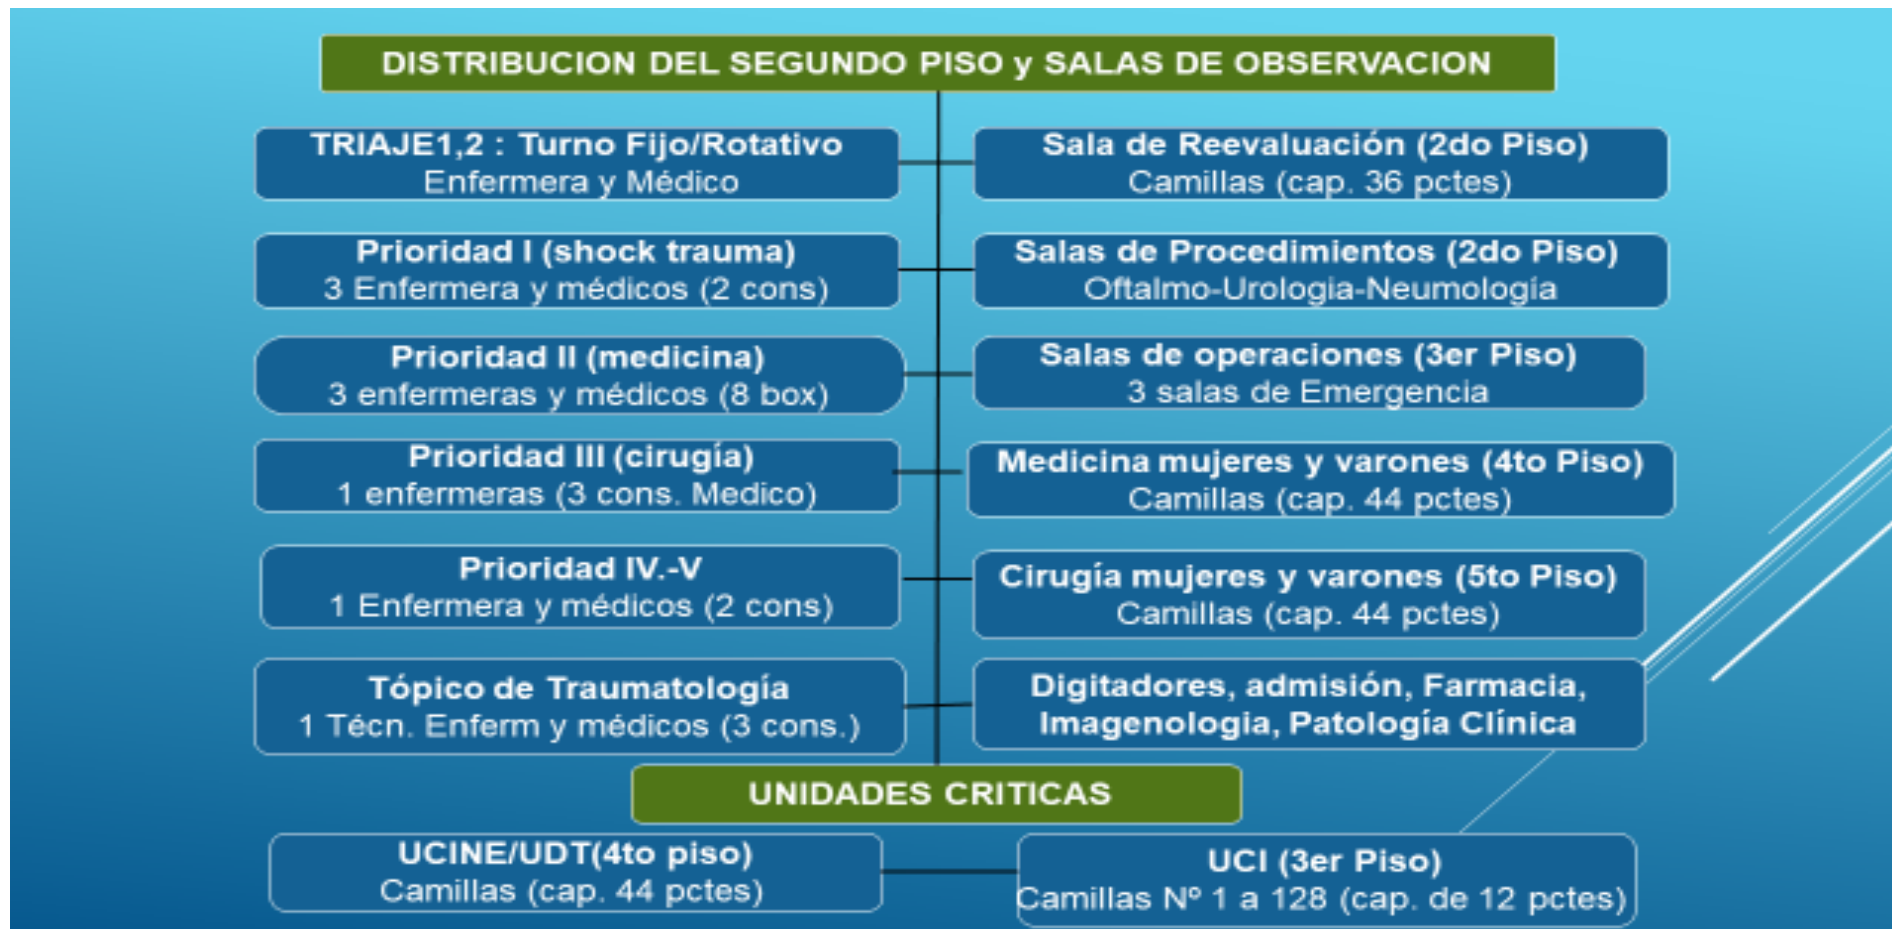 DISTRIBUCION DEL SEGUNDO PISO y SALAS DE OBSERVACION
TRIAJE1,2 : Turno Fijo/Rotativo
Enfermera y Médico
Sala de Reevaluación (2do Piso)
Camillas (cap. 36 pctes)
Prioridad I (shock trauma)
3 Enfermera y médicos (2 cons)
Salas de Procedimientos (2do Piso)
Oftalmo-Urologia-Neumología
Prioridad II (medicina)
3 enfermeras y médicos (8 box)
Salas de operaciones (3er Piso)
3 salas de Emergencia
Prioridad III (cirugía)
1 enfermeras (3 cons. Medico)
Medicina mujeres y varones (4to Piso)
Camillas (cap. 44 pctes)
Prioridad IV.-V
1 Enfermera y médicos (2 cons)
Cirugía mujeres y varones (5to Piso)
Camillas (cap. 44 pctes)
Tópico de Traumatología
1 Técn. Enferm y médicos (3 cons.)
Digitadores, admisión, Farmacia,
Imagenologia, Patología Clínica
UNIDADES CRITICAS
UCINE/UDT(4to piso)
Camillas (cap. 44 pctes)
UCI (3er Piso)
Camillas Nº 1 a 128 (cap. de 12 pctes)